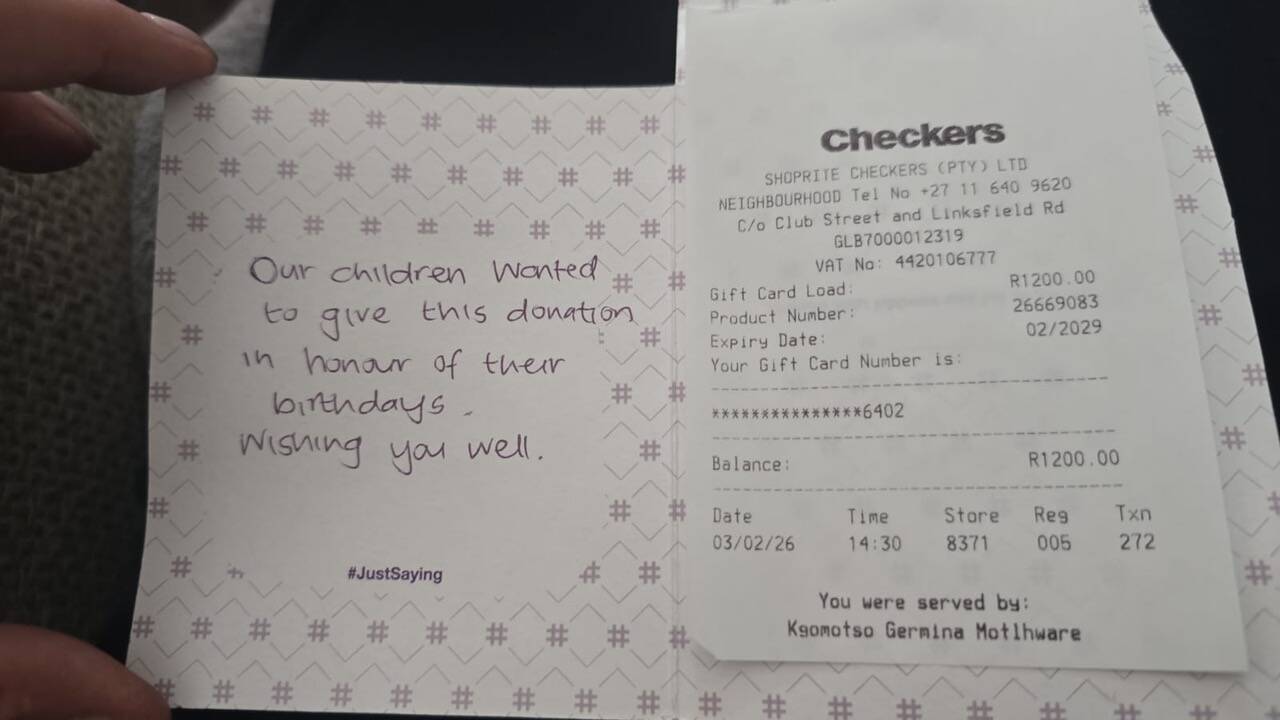 Our children wanted
to give this donation
in honour of their
birthdays.
Wishing you well.
#JustSaying
Checkers
SHOPRITE CHECKERS (PTY) LTD
NEIGHBOURHOOD Tel No +27 11 640 9620
C/o Club Street and Linksfield Rd
GLB7000012319
VAT No: 4420106777
Gift Card Load: R1200.00
Product Number: 26669083
Expiry Date: 02/2029
Your Gift Card Number is:
***************6402
Balance: R1200.00
Date Time Store Reg Txn
03/02/26 14:30 8371 005 272
You were served by:
Kgomotso Germina Motlhware